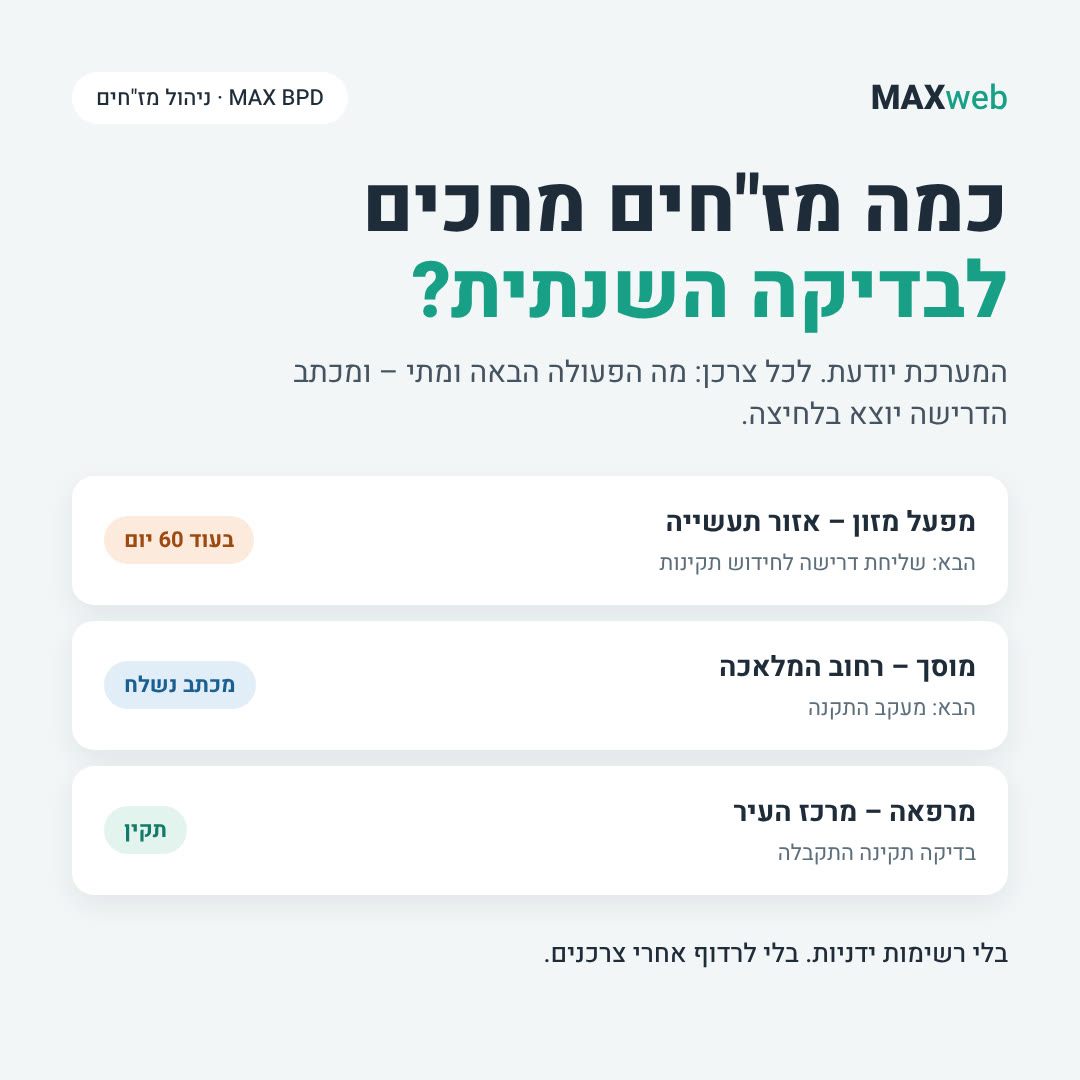 MAXweb
MAX BPD · ניהול מז"חים
כמה מז"חים מחכים
לבדיקה השנתית?
המערכת יודעת. לכל צרכן: מה הפעולה הבאה ומתי – ומכתב
הדרישה יוצא בלחיצה.
מפעל מזון – אזור תעשייה
הבא: שליחת דרישה לחידוש תקינות
בעוד 60 יום
מוסך – רחוב המלאכה
הבא: מעקב התקנה
מכתב נשלח
מרפאה – מרכז העיר
בדיקה תקינה התקבלה
תקין
בלי רשימות ידניות. בלי לרדוף אחרי צרכנים.